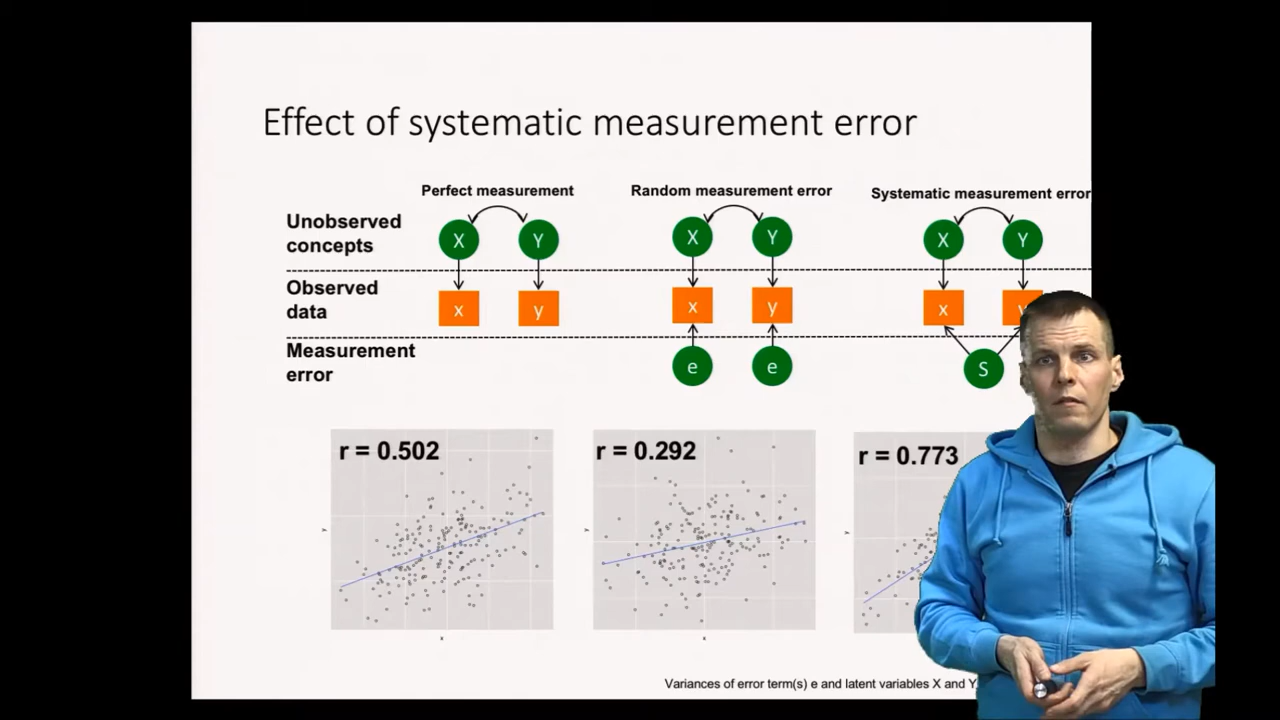 Effect of systematic measurement error
Perfect measurement
Random measurement error
Systematic measurement error
Unobserved
concepts
X
Y
X
Y
X
Y
Observed
data
x
y
x
y
x
Measurement
error
e
e
S
r = 0.502
r = 0.292
r = 0.773
y
x
y
x
y
Variances of error term(s) e and latent variables X and Y